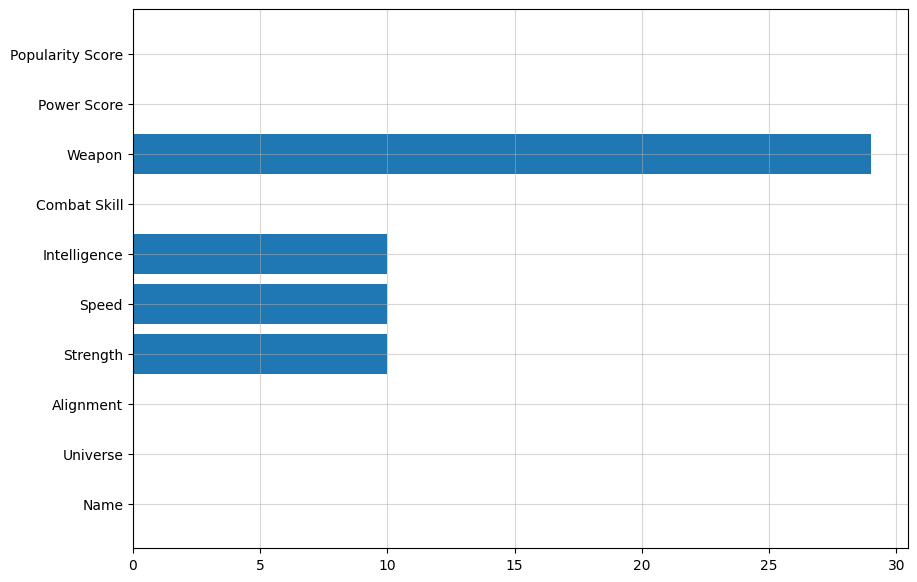 Popularity Score
Power Score
Weapon
Combat Skill
Intelligence
Speed
Strength
Alignment
Universe
Name
0 5 10 15 20 25 30